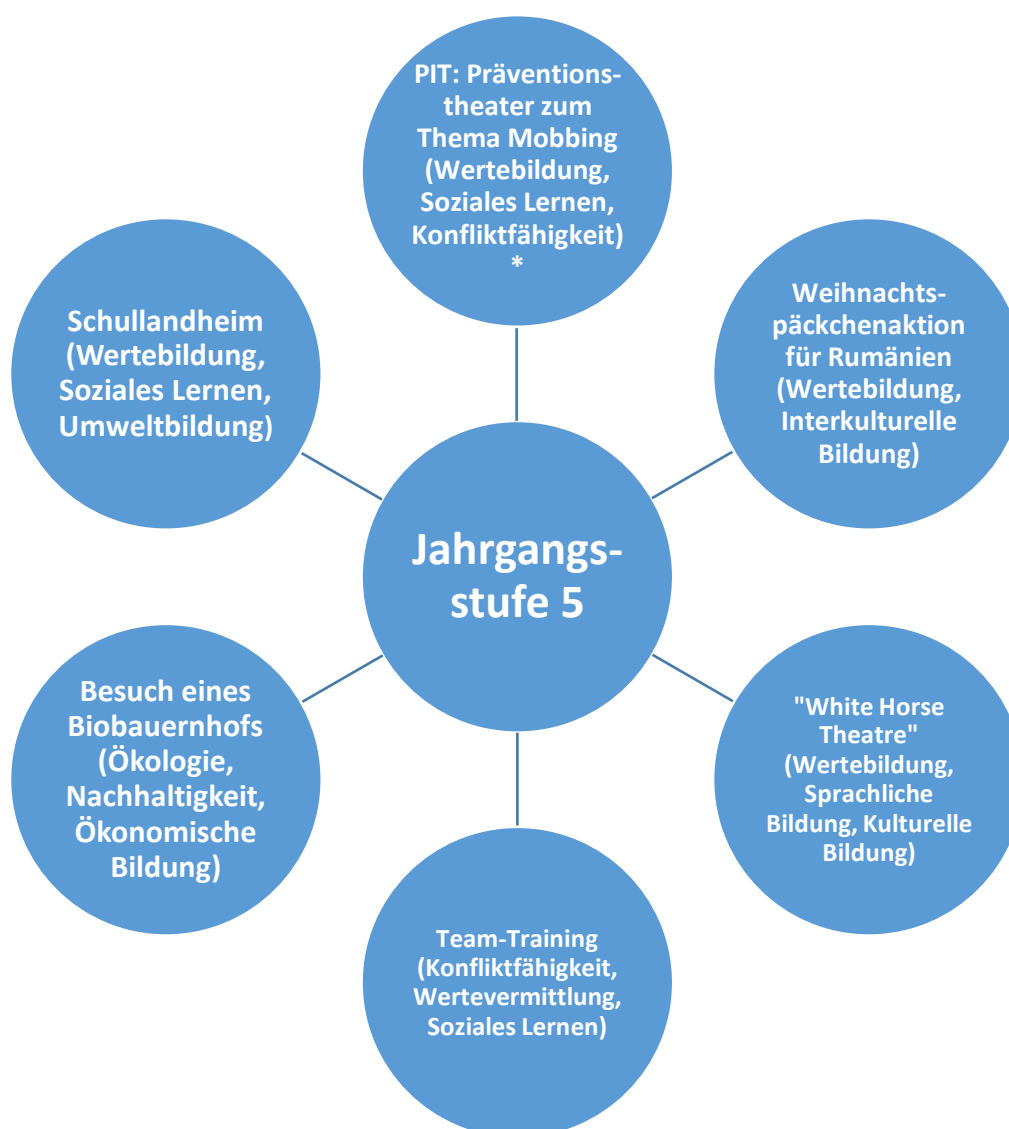 PIT: Präventions-
theater zum
Thema Mobbing
(Wertebildung,
Soziales Lernen,
Konfliktfähigkeit)
*
Weihnachts-
päckchenaktion
für Rumänien
(Wertebildung,
Interkulturelle
Bildung)
"White Horse
Theatre"
(Wertebildung,
Sprachliche
Bildung, Kulturelle
Bildung)
Team-Training
(Konfliktfähigkeit,
Wertevermittlung,
Soziales Lernen)
Besuch eines
Biobauernhofs
(Ökologie,
Nachhaltigkeit,
Ökonomische
Bildung)
Schullandheim
(Wertebildung,
Soziales Lernen,
Umweltbildung)
Jahrgangs-
stufe 5